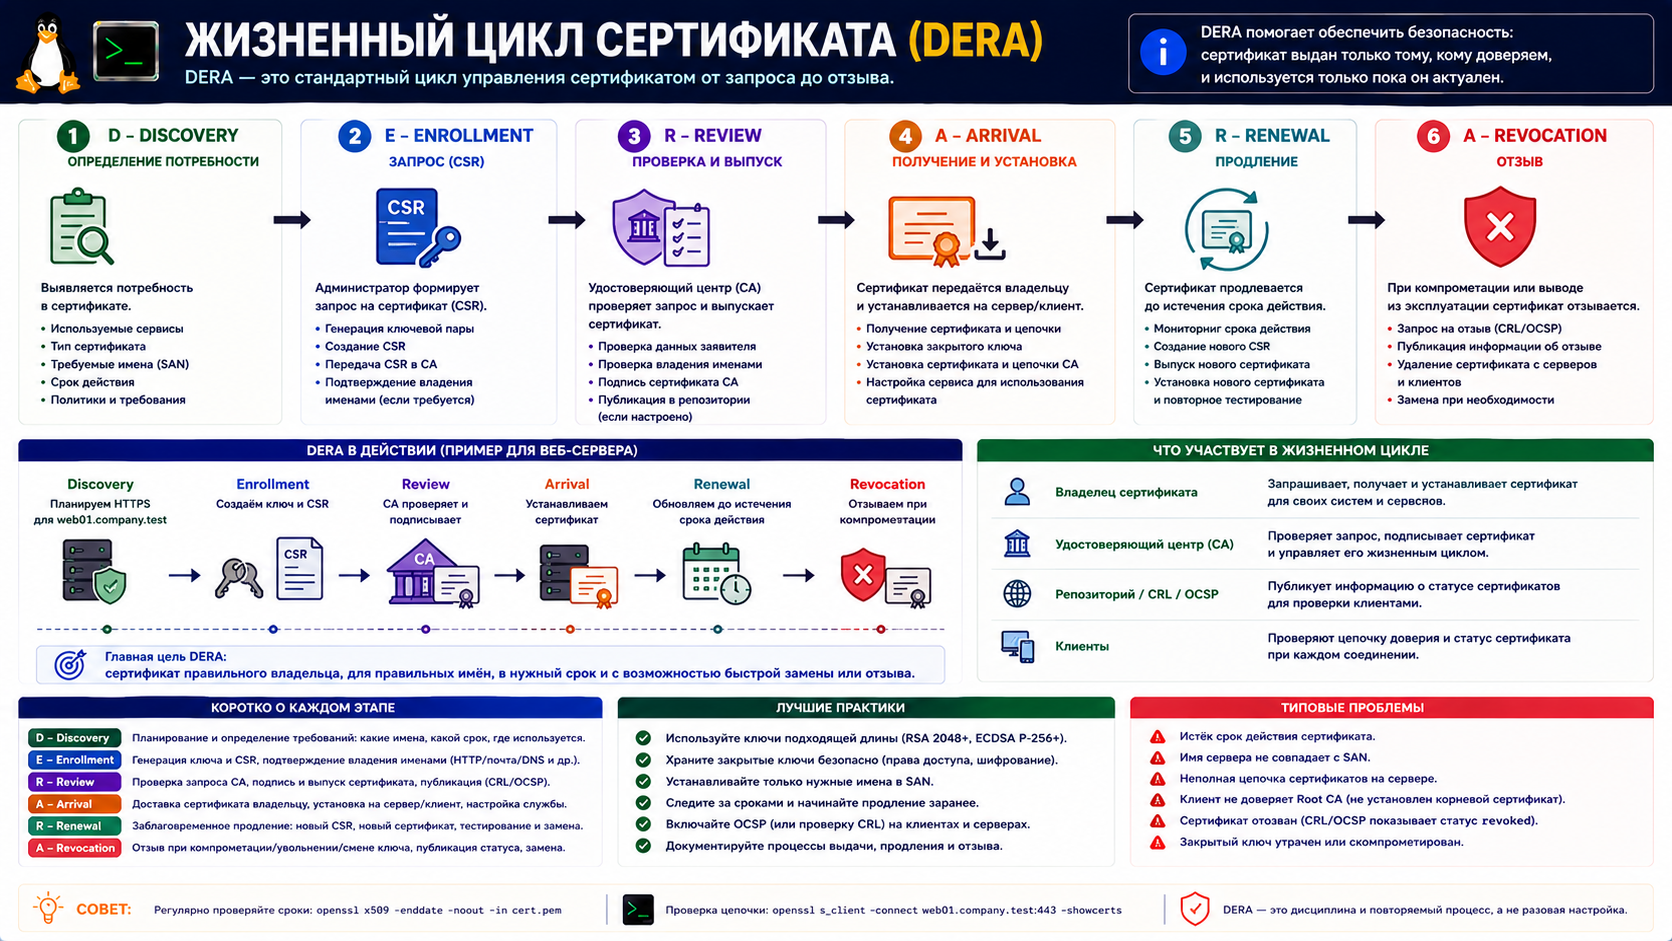 ЖИЗНЕННЫЙ ЦИКЛ СЕРТИФИКАТА (DERA)
DERA — это стандартный цикл управления сертификатом от запроса до отзыва.
i
DERA помогает обеспечить безопасность:
сертификат выдан только тому, кому доверяем,
и используется только пока он актуален.
1 D – DISCOVERY
ОПРЕДЕЛЕНИЕ ПОТРЕБНОСТИ
Выявляется потребность
в сертификате.
• Используемые сервисы
• Тип сертификата
• Требуемые имена (SAN)
• Срок действия
• Политики и требования
2 E – ENROLLMENT
ЗАПРОС (CSR)
CSR
Администратор формирует
запрос на сертификат (CSR).
• Генерация ключевой пары
• Создание CSR
• Передача CSR в CA
• Подтверждение владения
именами (если требуется)
3 R – REVIEW
ПРОВЕРКА И ВЫПУСК
Удостоверяющий центр (CA)
проверяет запрос и выпускает
сертификат.
• Проверка данных заявителя
• Проверка владения именами
• Подпись сертификата CA
• Публикация в репозитории
(если настроено)
4 A – ARRIVAL
ПОЛУЧЕНИЕ И УСТАНОВКА
Сертификат передаётся владельцу
и устанавливается на сервер/клиент.
• Получение сертификата и цепочки
• Установка закрытого ключа
• Установка сертификата и цепочки CA
• Настройка сервиса для использования
сертификата
5 R – RENEWAL
ПРОДЛЕНИЕ
Сертификат продлевается
до истечения срока действия.
• Мониторниг срока действия
• Создание нового CSR
• Выпуск нового сертификата
• Установка нового сертификата
и повторное тестирование
6 A – REVOCATION
ОТЗЫВ
При компрометации или выводе
из эксплуатации сертификат отзывается.
• Запрос на отзыв (CRL/OCSP)
• Публикация информации об отзыве
• Удаление сертификата с серверов
и клиентов
• Замена при необходимости
DERA В ДЕЙСТВИИ (ПРИМЕР ДЛЯ ВЕБ-СЕРВЕРА)
Discovery
Планируем HTTPS
для web01.company.test
Enrollment
Создаём ключ и CSR
CSR
Review
CA проверяет и
подписывает
CA
Arrival
Устанавливаем
сертификат
Renewal
Обновляем до истечения
срока действия
Revocation
Отзываем при
компрометации
Главная цель DERA:
сертификат правильного владельца, для правильных имён, в нужный срок и с возможностью быстрой замены или отзыва.
ЧТО УЧАСТВУЕТ В ЖИЗНЕННОМ ЦИКЛЕ
Владелец сертификата
Запрашивает, получает и устанавливает сертификат
для своих систем и сервсов.
Удостоверяющий центр (CA)
Проверяет запрос, подписывает сертификат
и управляет его жизненным циклом.
Репозиторий / CRL / OCSP
Публикует информацию о статусе сертификатов
для проверки клиентами.
Клиенты
Проверяют цепочку доверия и статус сертификата
при каждом соединении.
КОРОТКО О КАЖДОМ ЭТАПЕ
D – Discovery Планирование и определение требований: какие имена, какой срок, где используется.
E – Enrollment Генерация ключа и CSR, подтверждение владения именами (HTTP/почта/DNS и др.).
R – Review Проверка запроса CA, подпись и выпуск сертификата, публикация (CRL/OCSP).
A – Arrival Доставка сертификата владельцу, установка на сервер/клиент, настройка службы.
R – Renewal Заблаговременное продление: новый CSR, новый сертификат, тестирование и замена.
A – Revocation Отзыв при компрометации/увольнении/смене ключа, публикация статуса, замена.
ЛУЧШИЕ ПРАКТИКИ
Используйте ключи подходящей длины (RSA 2048+, ECDSA P-256+).
Храните закрытые ключи безопасно (права доступа, шифрование).
Устанавливайте только нужные имена в SAN.
Следите за сроками и начинайте продление заранее.
Включайте OCSP (или проверку CRL) на клиентах и серверах.
Документируйте процессы выдачи, продления и отзыва.
ТИПОВЫЕ ПРОБЛЕМЫ
Истёк срок действия сертификата.
Имя сервера не совпадает с SAN.
Неполная цепочка сертификатов на сервере.
Клиент не доверяет Root CA (не установлен корневой сертификат).
Сертификат отозван (CRL/OCSP показывает статус revoked).
Закрытый ключ утрачен или скомпрометирован.
СОВЕТ:
Регулярно проверяйте сроки: openssl x509 -enddate -noout -in cert.pem
Проверка цепочки: openssl s_client -connect web01.company.test:443 -showcerts
DERA — это дисциплина и повторяемый процесс, а не разовая настройка.